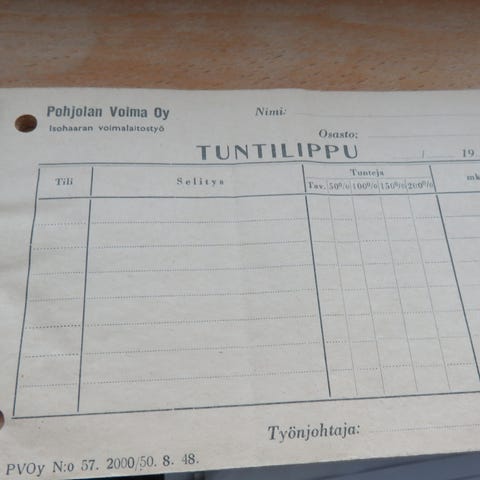 Pohjolan Voima Oy
Isohaaran voimalaitostyö
Nimi:
Osasto:
TUNTILIPPU
/ 19
Tili Selitys Tunteja mk
Tav. 50% 100% 150% 200%
Työnjohtaja:
PVOy N:o 57. 2000/50. 8. 48.